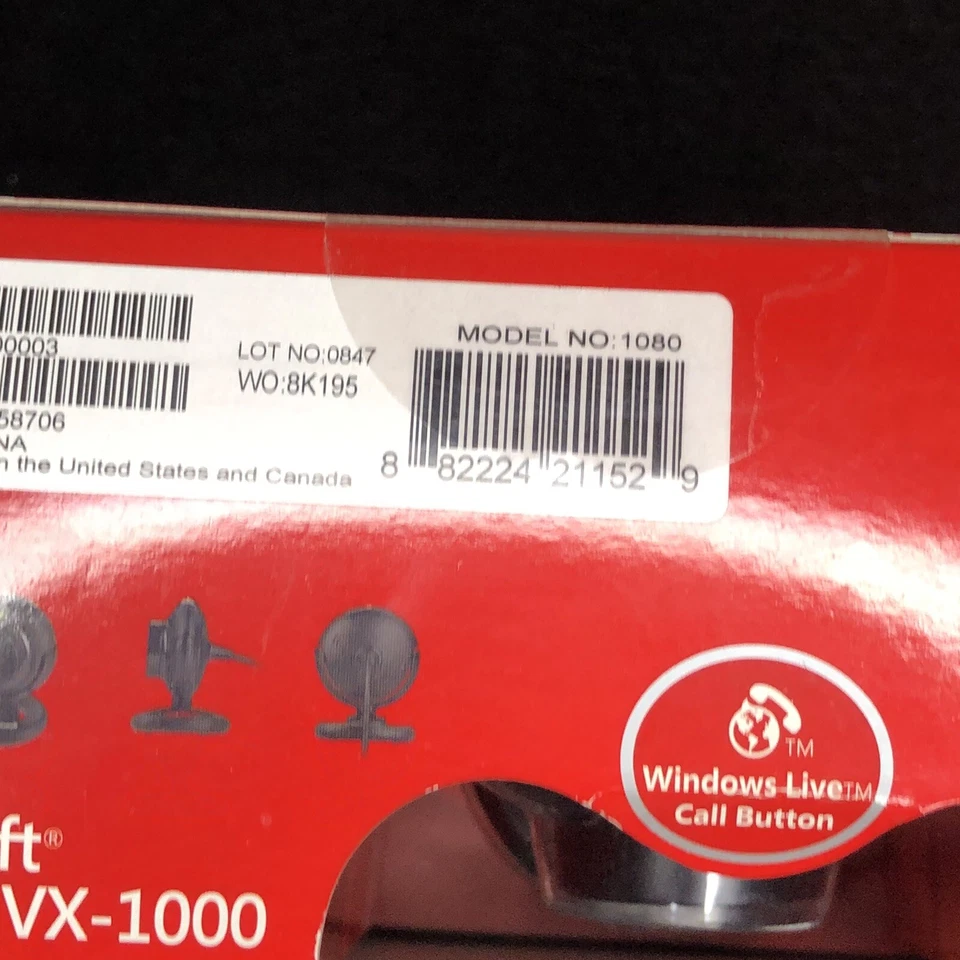 MODEL NO:1080
LOT NO:0847
WO:8K195
0003
58706
NA
n the United States and Canada
8 82224 21152 9
TM
Windows Live™
Call Button
ft®
VX-1000